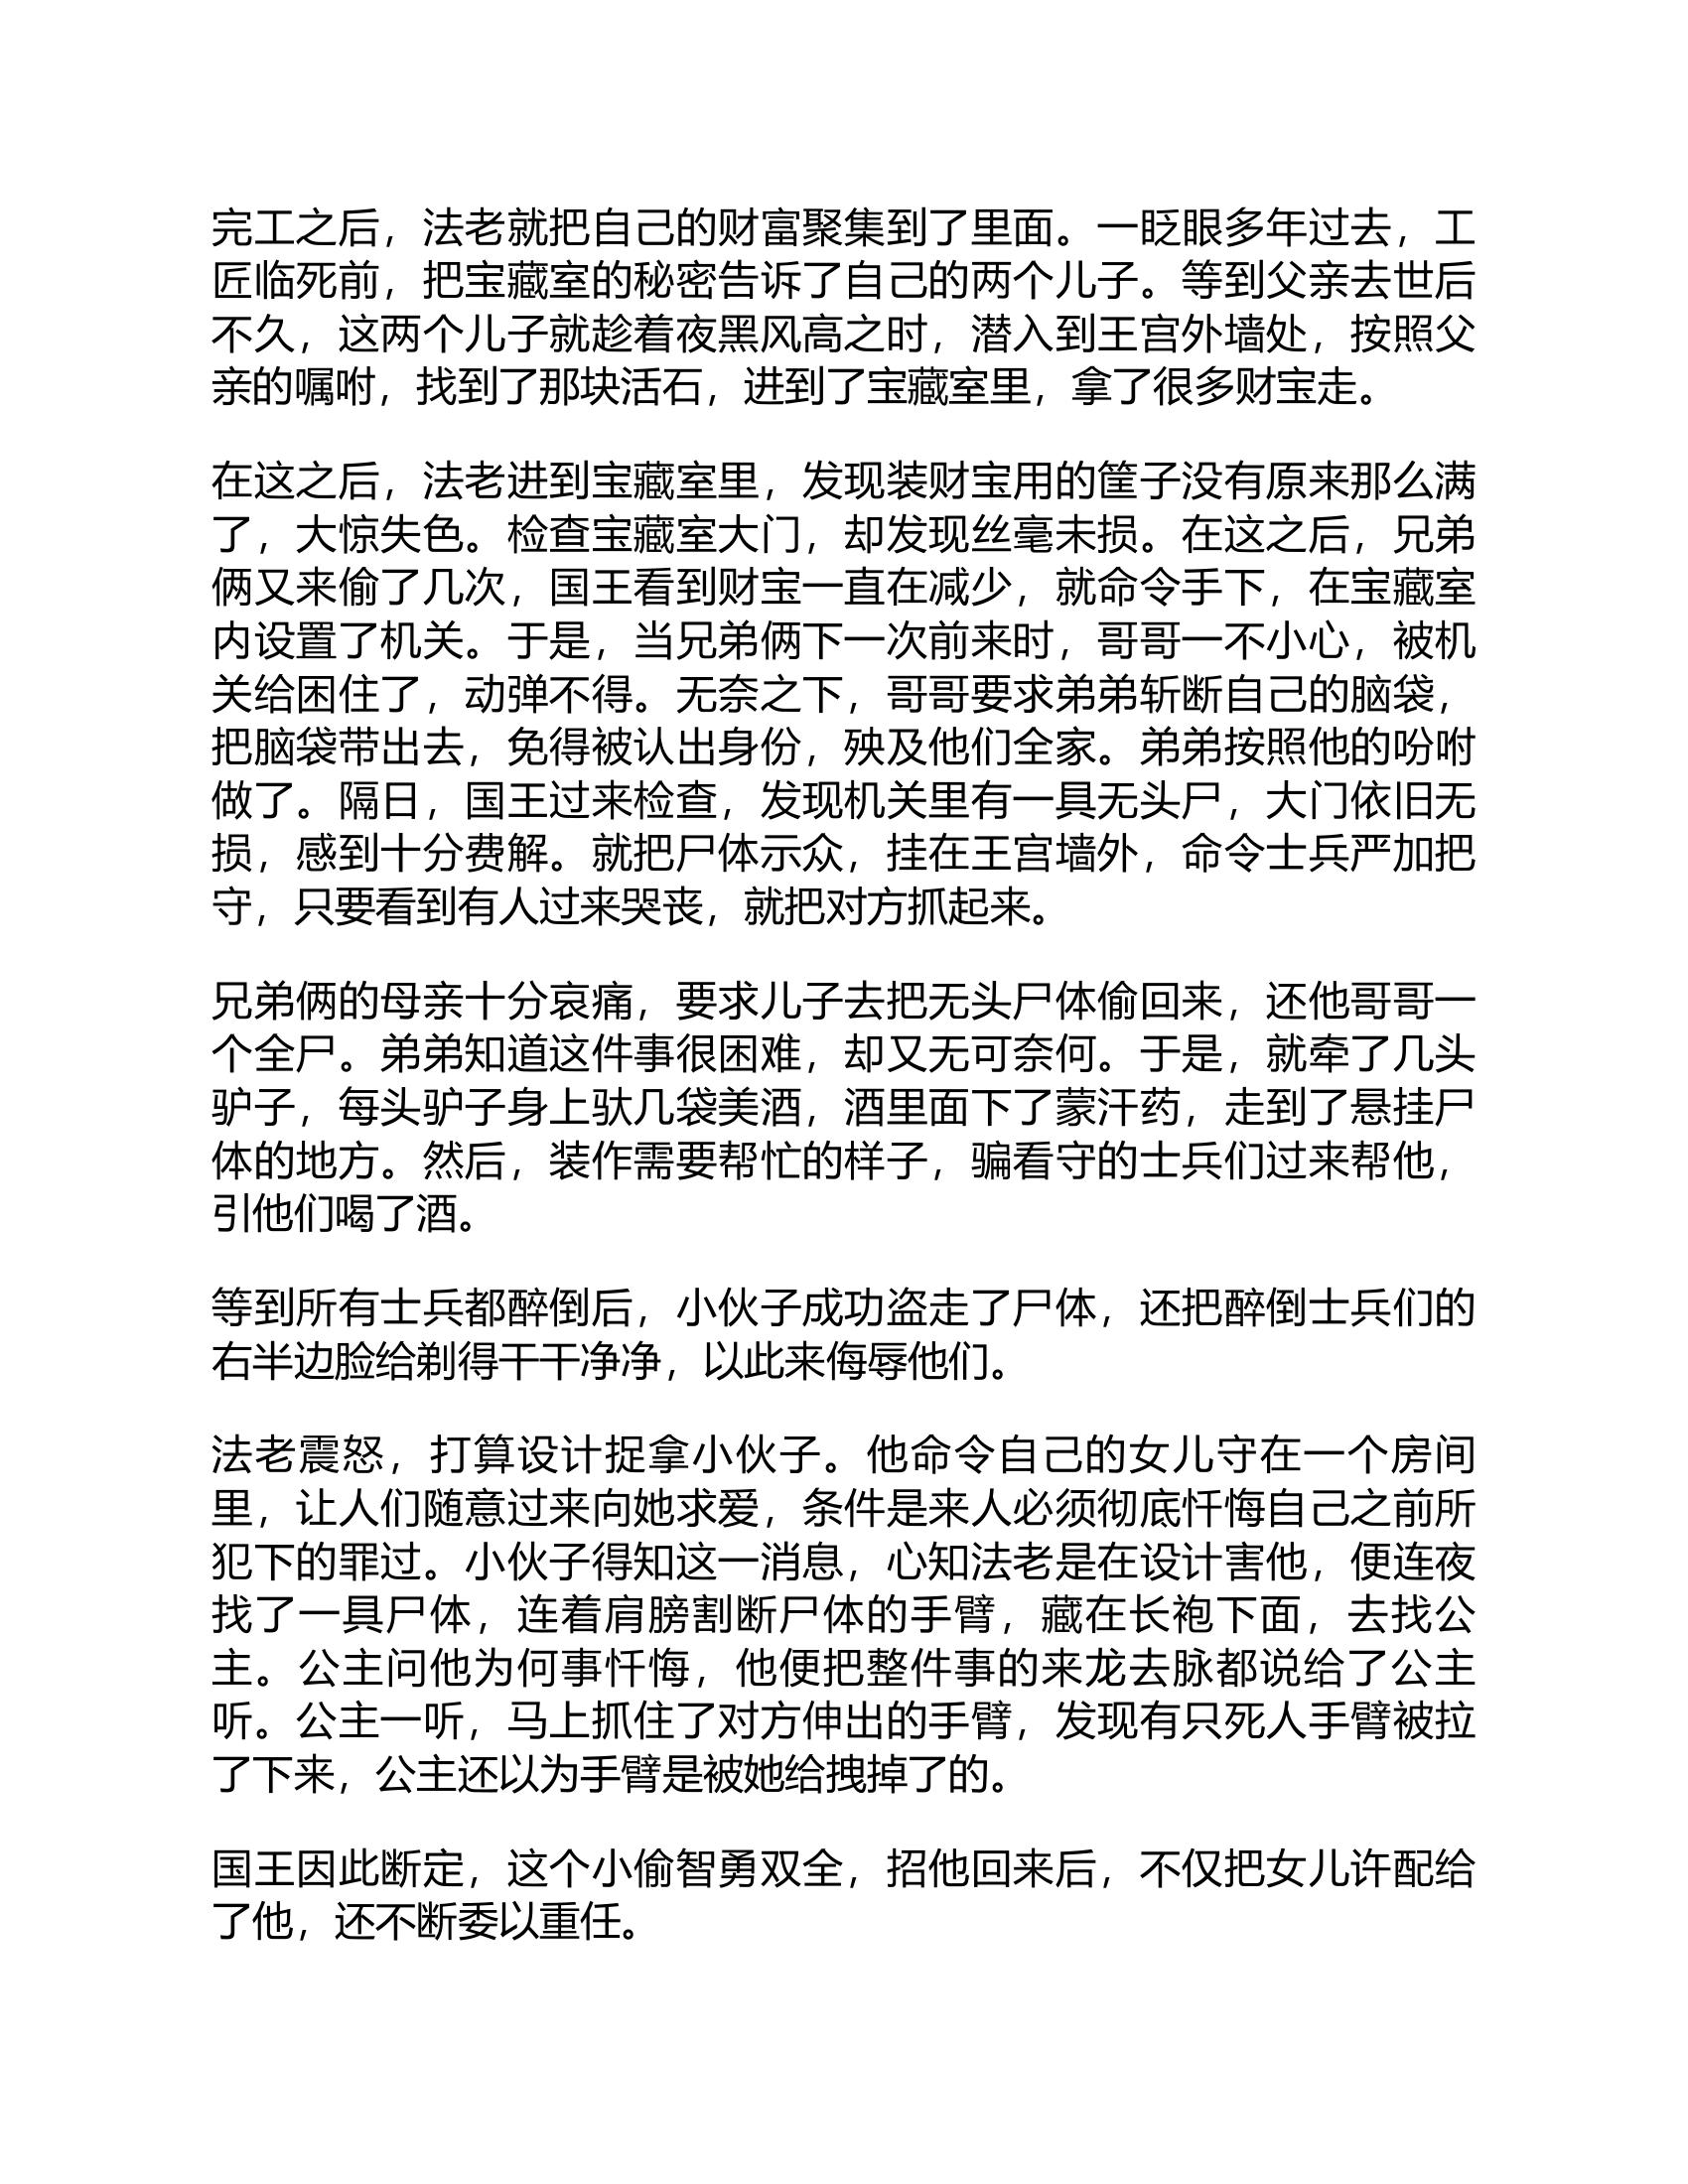 完工之后，法老就把自己的财富聚集到了里面。一眨眼多年过去，工
匠临死前，把宝藏室的秘密告诉了自己的两个儿子。等到父亲去世后
不久，这两个儿子就趁着夜黑风高之时，潜入到王宫外墙处，按照父
亲的嘱咐，找到了那块活石，进到了宝藏室里，拿了很多财宝走。
在这之后，法老进到宝藏室里，发现装财宝用的筐子没有原来那么满
了，大惊失色。检查宝藏室大门，却发现丝毫未损。在这之后，兄弟
俩又来偷了几次，国王看到财宝一直在减少，就命令手下，在宝藏室
内设置了机关。于是，当兄弟俩下一次前来时，哥哥一不小心，被机
关给困住了，动弹不得。无奈之下，哥哥要求弟弟斩断自己的脑袋，
把脑袋带出去，免得被认出身份，殃及他们全家。弟弟按照他的吩咐
做了。隔日，国王过来检查，发现机关里有一具无头尸，大门依旧无
损，感到十分费解。就把尸体示众，挂在王宫墙外，命令士兵严加把
守，只要看到有人过来哭丧，就把对方抓起来。
兄弟俩的母亲十分哀痛，要求儿子去把无头尸体偷回来，还他哥哥一
个全尸。弟弟知道这件事很困难，却又无可奈何。于是，就牵了几头
驴子，每头驴子身上驮几袋美酒，酒里面下了蒙汗药，走到了悬挂尸
体的地方。然后，装作需要帮忙的样子，骗看守的士兵们过来帮他，
引他们喝了酒。
等到所有士兵都醉倒后，小伙子成功盗走了尸体，还把醉倒士兵们的
右半边脸给剃得干干净净，以此来侮辱他们。
法老震怒，打算设计捉拿小伙子。他命令自己的女儿守在一个房间
里，让人们随意过来向她求爱，条件是来人必须彻底忏悔自己之前所
犯下的罪过。小伙子得知这一消息，心知法老是在设计害他，便连夜
找了一具尸体，连着肩膀割断尸体的手臂，藏在长袍下面，去找公
主。公主问他为何事忏悔，他便把整件事的来龙去脉都说给了公主
听。公主一听，马上抓住了对方伸出的手臂，发现有只死人手臂被拉
了下来，公主还以为手臂是被她给拽掉了的。
国王因此断定，这个小偷智勇双全，招他回来后，不仅把女儿许配给
了他，还不断委以重任。